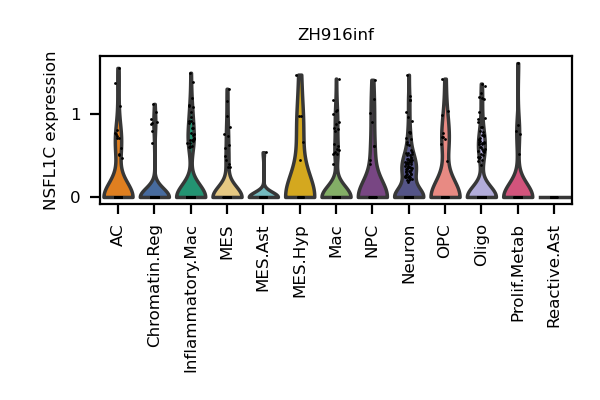 ZH916inf
NSFL1C expression
1
0
AC
Chromatin.Reg
Inflammatory.Mac
MES
MES.Ast
MES.Hyp
Mac
NPC
Neuron
OPC
Oligo
Prolif.Metab
Reactive.Ast